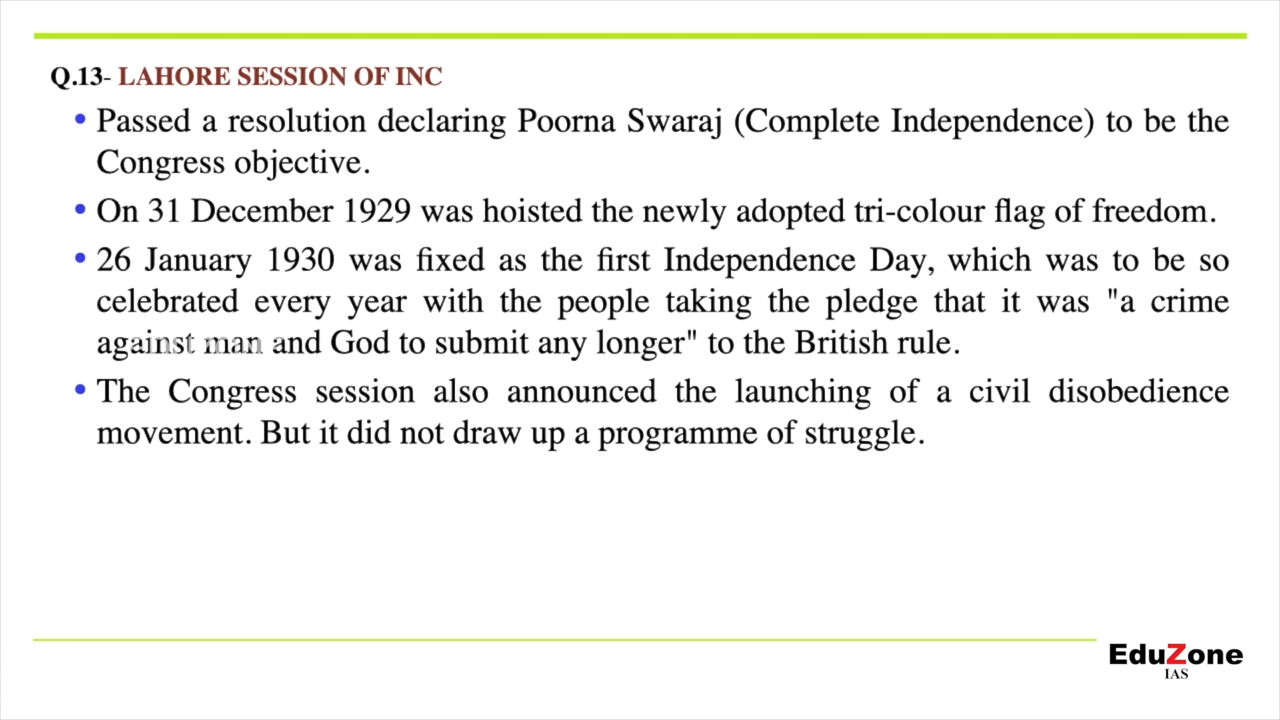 Q.13- LAHORE SESSION OF INC
• Passed a resolution declaring Poorna Swaraj (Complete Independence) to be the
Congress objective.
• On 31 December 1929 was hoisted the newly adopted tri-colour flag of freedom.
• 26 January 1930 was fixed as the first Independence Day, which was to be so
celebrated every year with the people taking the pledge that it was "a crime
against man and God to submit any longer" to the British rule.
• The Congress session also announced the launching of a civil disobedience
movement. But it did not draw up a programme of struggle.
EduZone
IAS